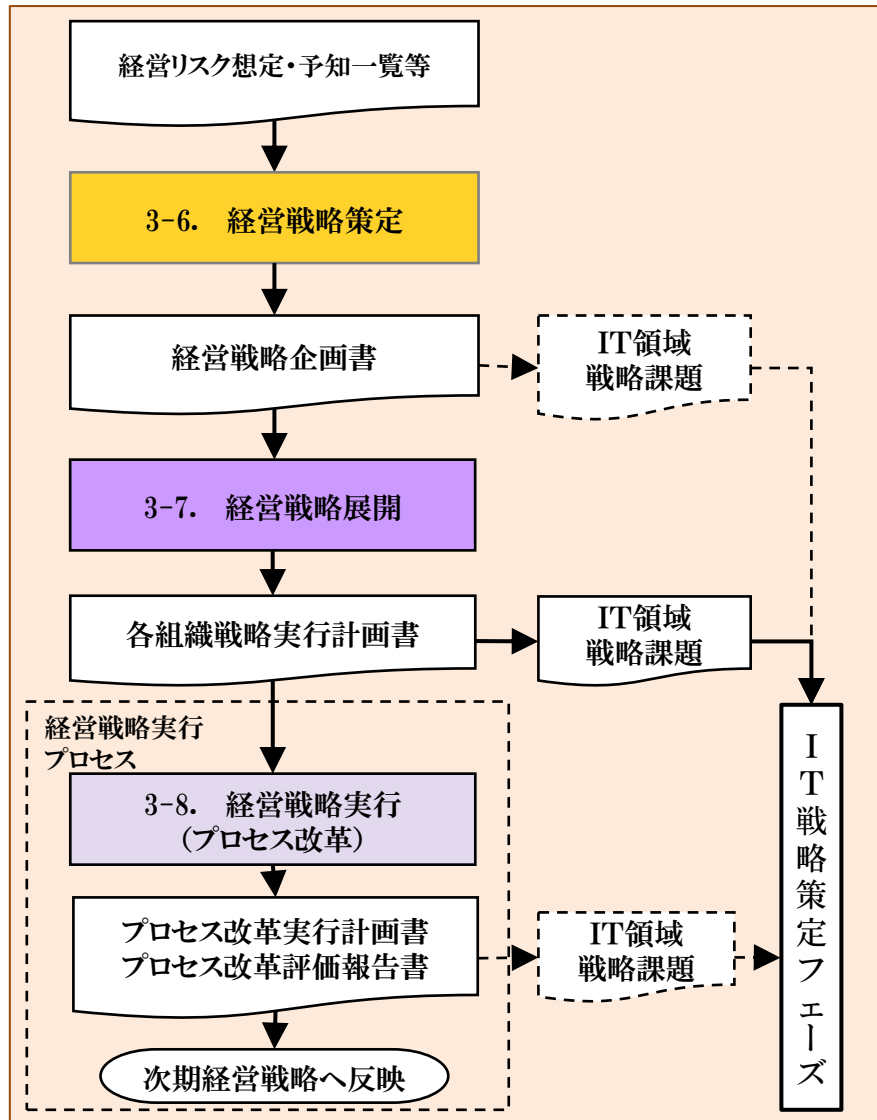 経営リスク想定・予知一覧等
3-6. 経営戦略策定
経営戦略企画書
IT領域
戦略課題
3-7. 経営戦略展開
各組織戦略実行計画書
IT領域
戦略課題
経営戦略実行
プロセス
3-8. 経営戦略実行
(プロセス改革)
プロセス改革実行計画書
プロセス改革評価報告書
IT領域
戦略課題
次期経営戦略へ反映
IT戦略策定フェーズ